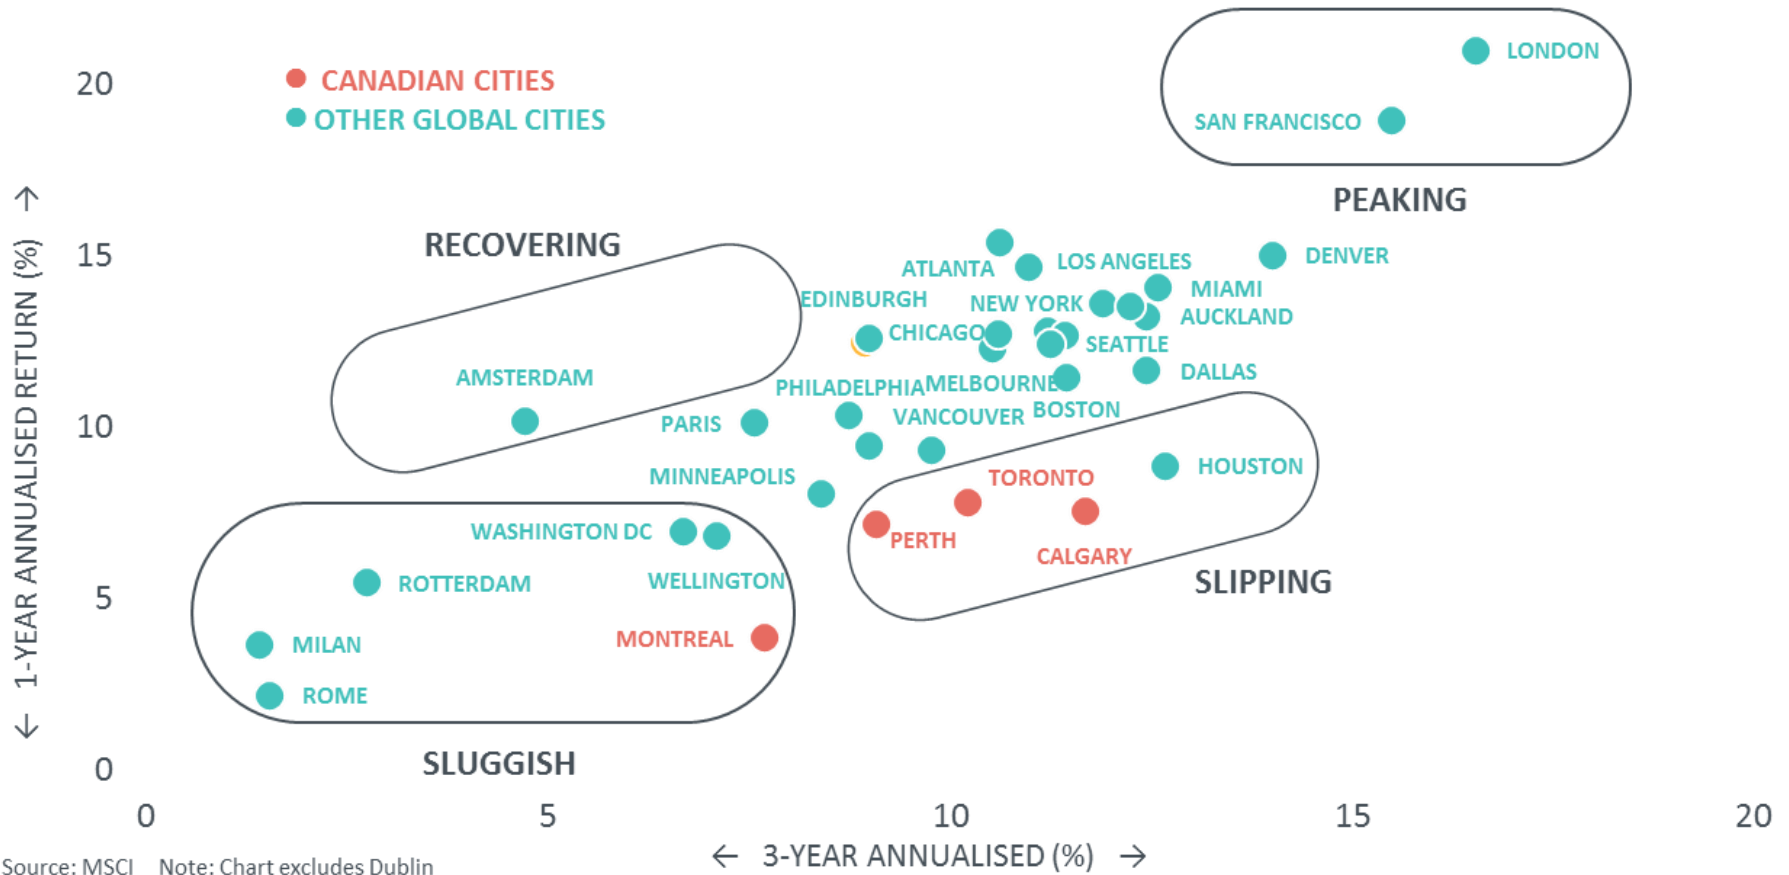 20
CANADIAN CITIES
OTHER GLOBAL CITIES
LONDON
SAN FRANCISCO
PEAKING
RECOVERING
15
ATLANTA
LOS ANGELES
DENVER
EDINBURGH
NEW YORK
MIAMI
AUCKLAND
CHICAGO
SEATTLE
AMSTERDAM
PHILADELPHIA
MELBOURNE
DALLAS
10
PARIS
VANCOUVER
BOSTON
MINNEAPOLIS
TORONTO
HOUSTON
WASHINGTON DC
PERTH
CALGARY
5
ROTTERDAM
WELLINGTON
SLIPPING
MILAN
MONTREAL
ROME
0
SLUGGISH
← 1-YEAR ANNUALISED RETURN (%) →
0 5 10 15 20
← 3-YEAR ANNUALISED (%) →
Source: MSCI Note: Chart excludes Dublin